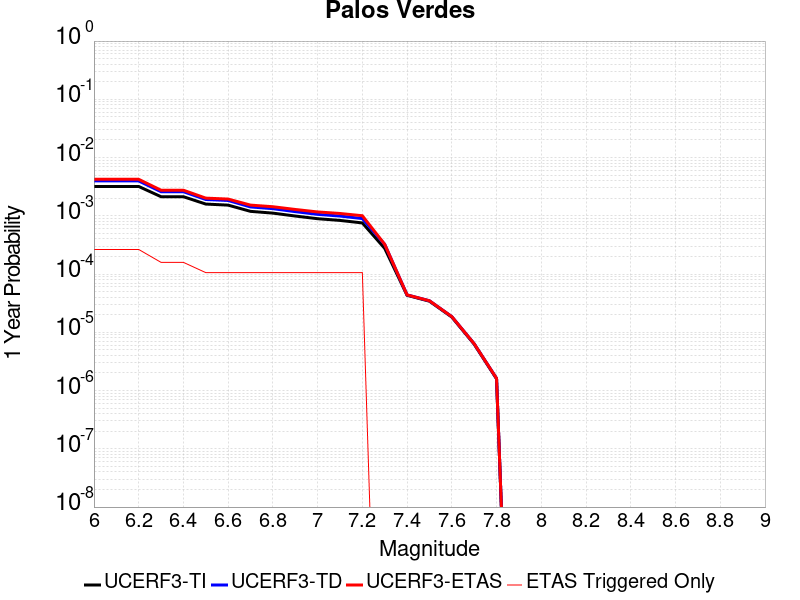 Palos Verdes
10^0
10^-1
10^-2
10^-3
10^-4
10^-5
10^-6
10^-7
10^-8
1 Year Probability
6 6.2 6.4 6.6 6.8 7 7.2 7.4 7.6 7.8 8 8.2 8.4 8.6 8.8 9
Magnitude
UCERF3-TI UCERF3-TD UCERF3-ETAS ETAS Triggered Only